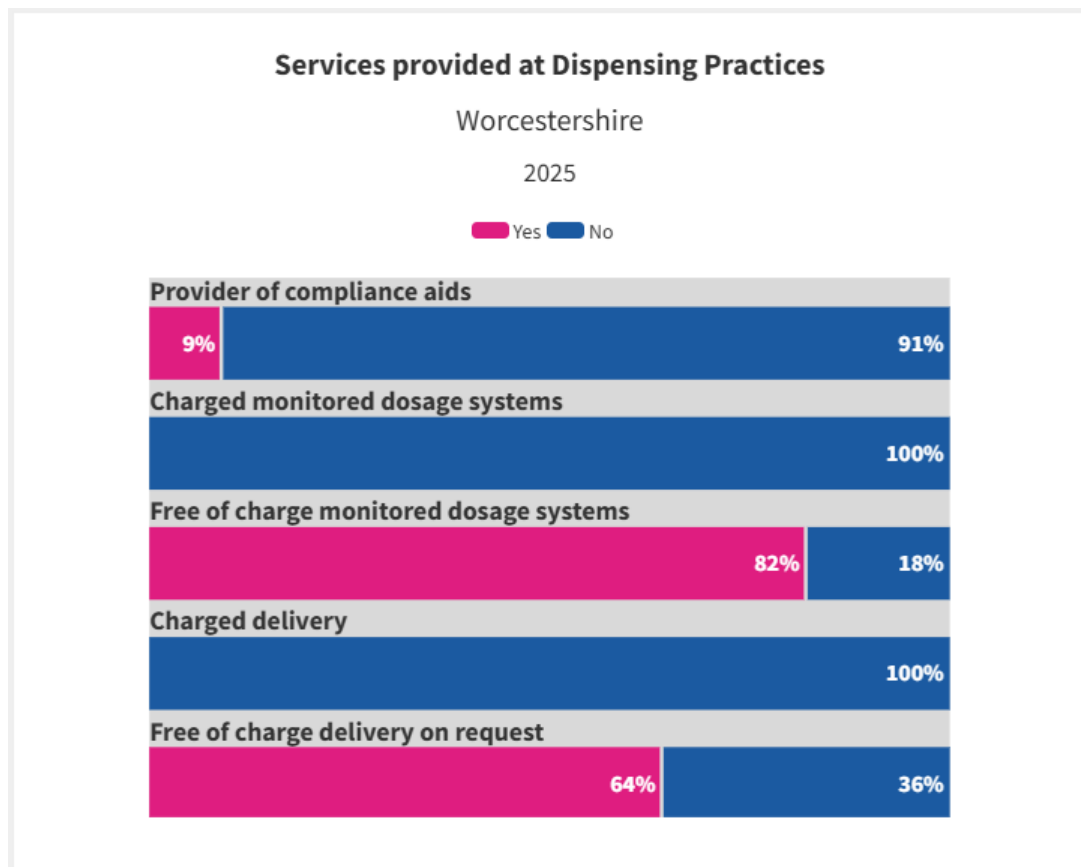 Services provided at Dispensing Practices
Worcestershire
2025
Yes No
Provider of compliance aids
9% 91%
Charged monitored dosage systems
100%
Free of charge monitored dosage systems
82% 18%
Charged delivery
100%
Free of charge delivery on request
64% 36%